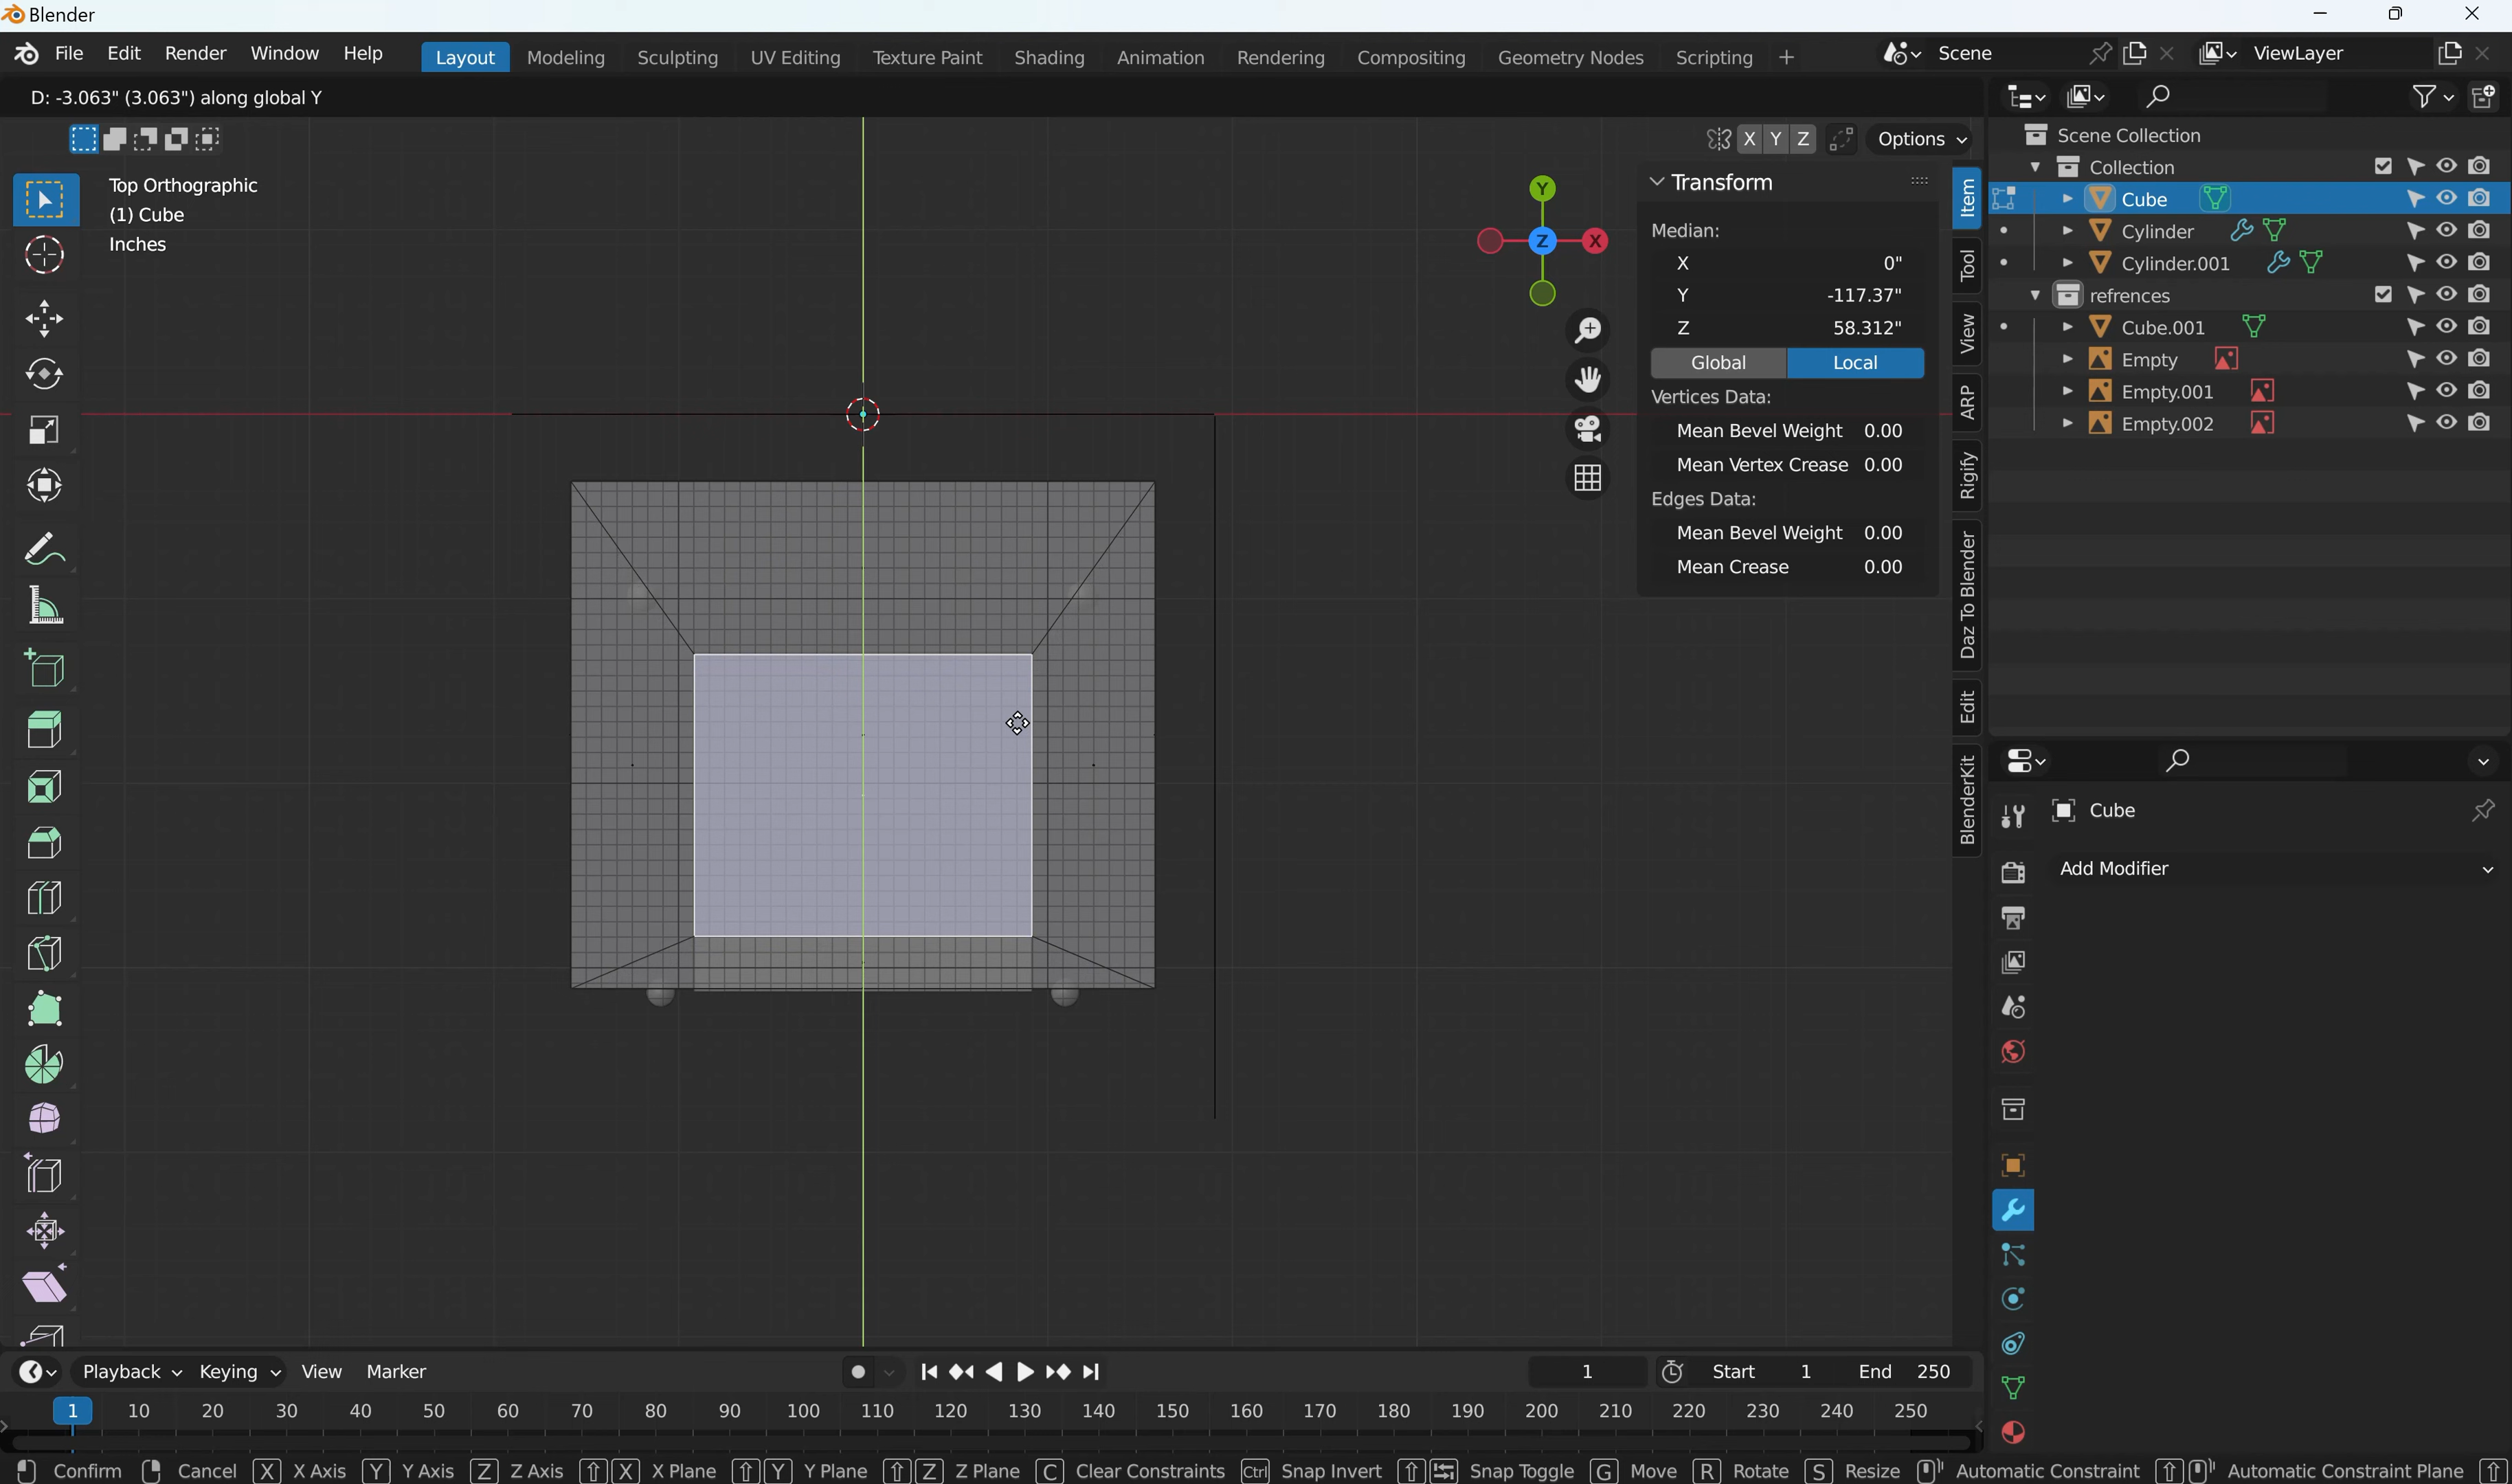 Blender
File Edit Render Window Help Layout Modeling Sculpting UV Editing Texture Paint Shading Animation Rendering Compositing Geometry Nodes Scripting + Scene ViewLayer
D: -3.063" (3.063") along global Y
X Y Z Options
Top Orthographic
(1) Cube
Inches
Y
Z X
Transform
Median:
X 0"
Y -117.37"
Z 58.312"
Global Local
Vertices Data:
Mean Bevel Weight 0.00
Mean Vertex Crease 0.00
Edges Data:
Mean Bevel Weight 0.00
Mean Crease 0.00
Item
Tool
View
ARP
Rigify
Daz To Blender
Edit
BlenderKit
Scene Collection
Collection
Cube
Cylinder
Cylinder.001
refrences
Cube.001
Empty
Empty.001
Empty.002
Cube
Add Modifier
Playback Keying View Marker 1 Start 1 End 250
1 10 20 30 40 50 60 70 80 90 100 110 120 130 140 150 160 170 180 190 200 210 220 230 240 250
Confirm Cancel X X Axis Y Y Axis Z Z Axis ⇧ X X Plane ⇧ Y Y Plane ⇧ Z Z Plane C Clear Constraints Ctrl Snap Invert ⇧ Snap Toggle G Move R Rotate S Resize Automatic Constraint ⇧ Automatic Constraint Plane ⇧